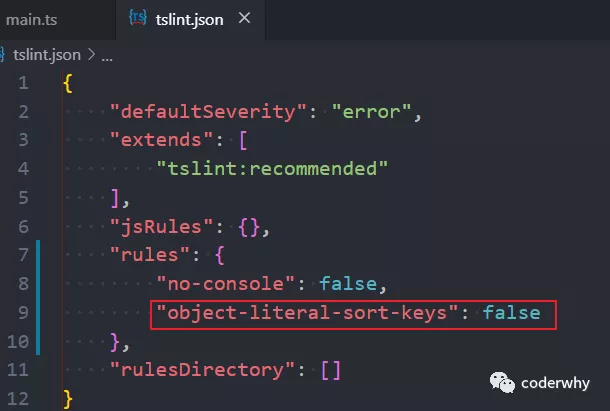 main.ts
TS tslint.json ×
tslint.json > ...
1 {
2 "defaultSeverity": "error",
3 "extends": [
4 "tslint:recommended"
5 ],
6 "jsRules": {},
7 "rules": {
8 "no-console": false,
9 "object-literal-sort-keys": false
10 },
11 "rulesDirectory": []
12 }
coderwhy